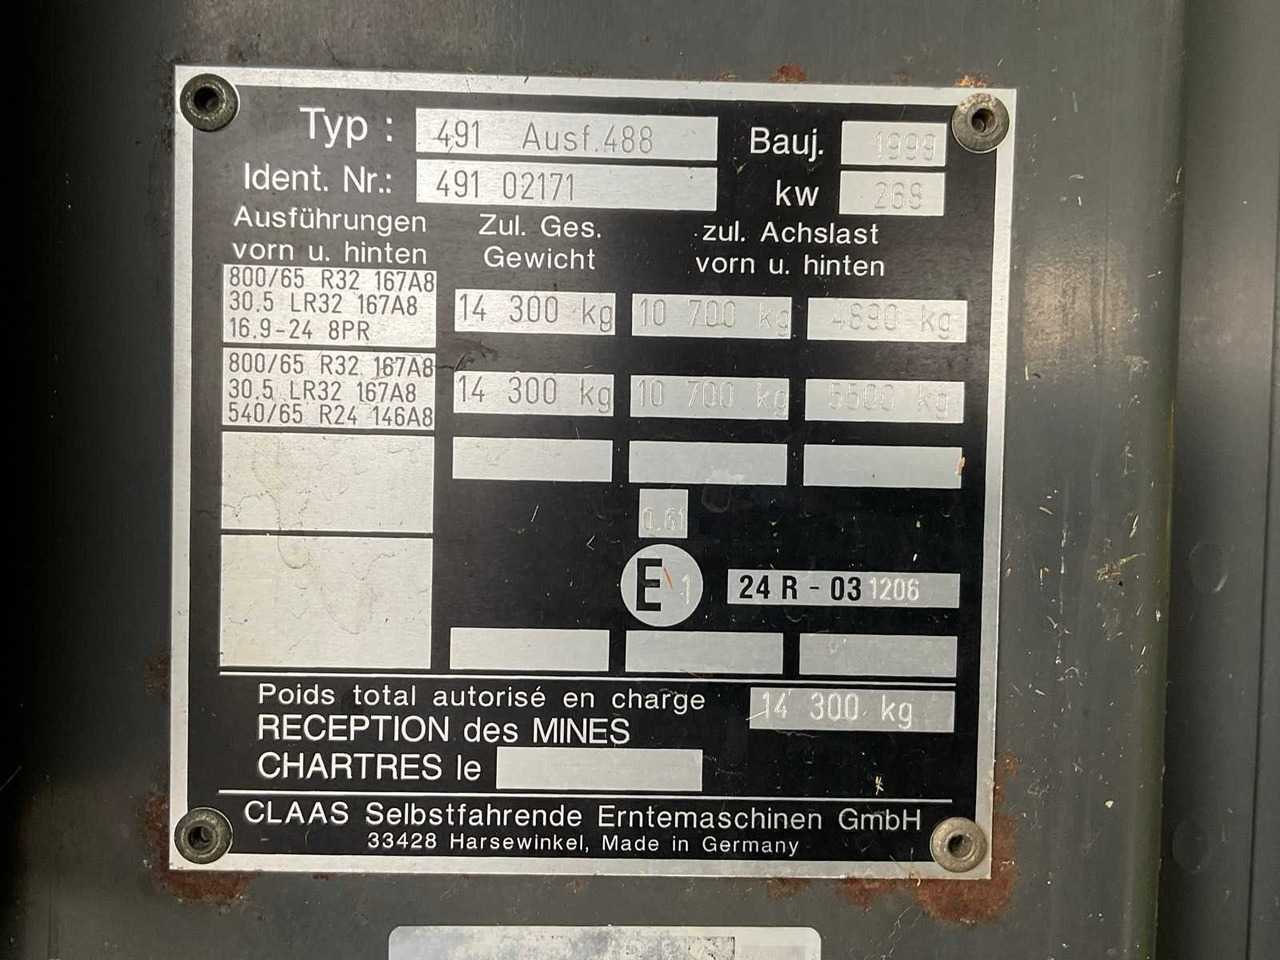 Typ : 491 Ausf.488 Bauj. 1999
Ident. Nr.: 491 02171 kw 268
Ausführungen vorn u. hinten
Zul. Ges. Gewicht
zul. Achslast vorn u. hinten
800/65 R32 167A8
30.5 LR32 167A8
16.9-24 8PR
14 300 kg 10 700 kg 4890 kg
800/65 R32 167A8
30.5 LR32 167A8
540/65 R24 146A8
14 300 kg 10 700 kg 5500 kg
0.61
E 1 24 R - 03 1206
Poids total autorisé en charge 14 300 kg
RECEPTION des MINES
CHARTRES le
CLAAS Selbstfahrende Erntemaschinen GmbH
33428 Harsewinkel, Made in Germany